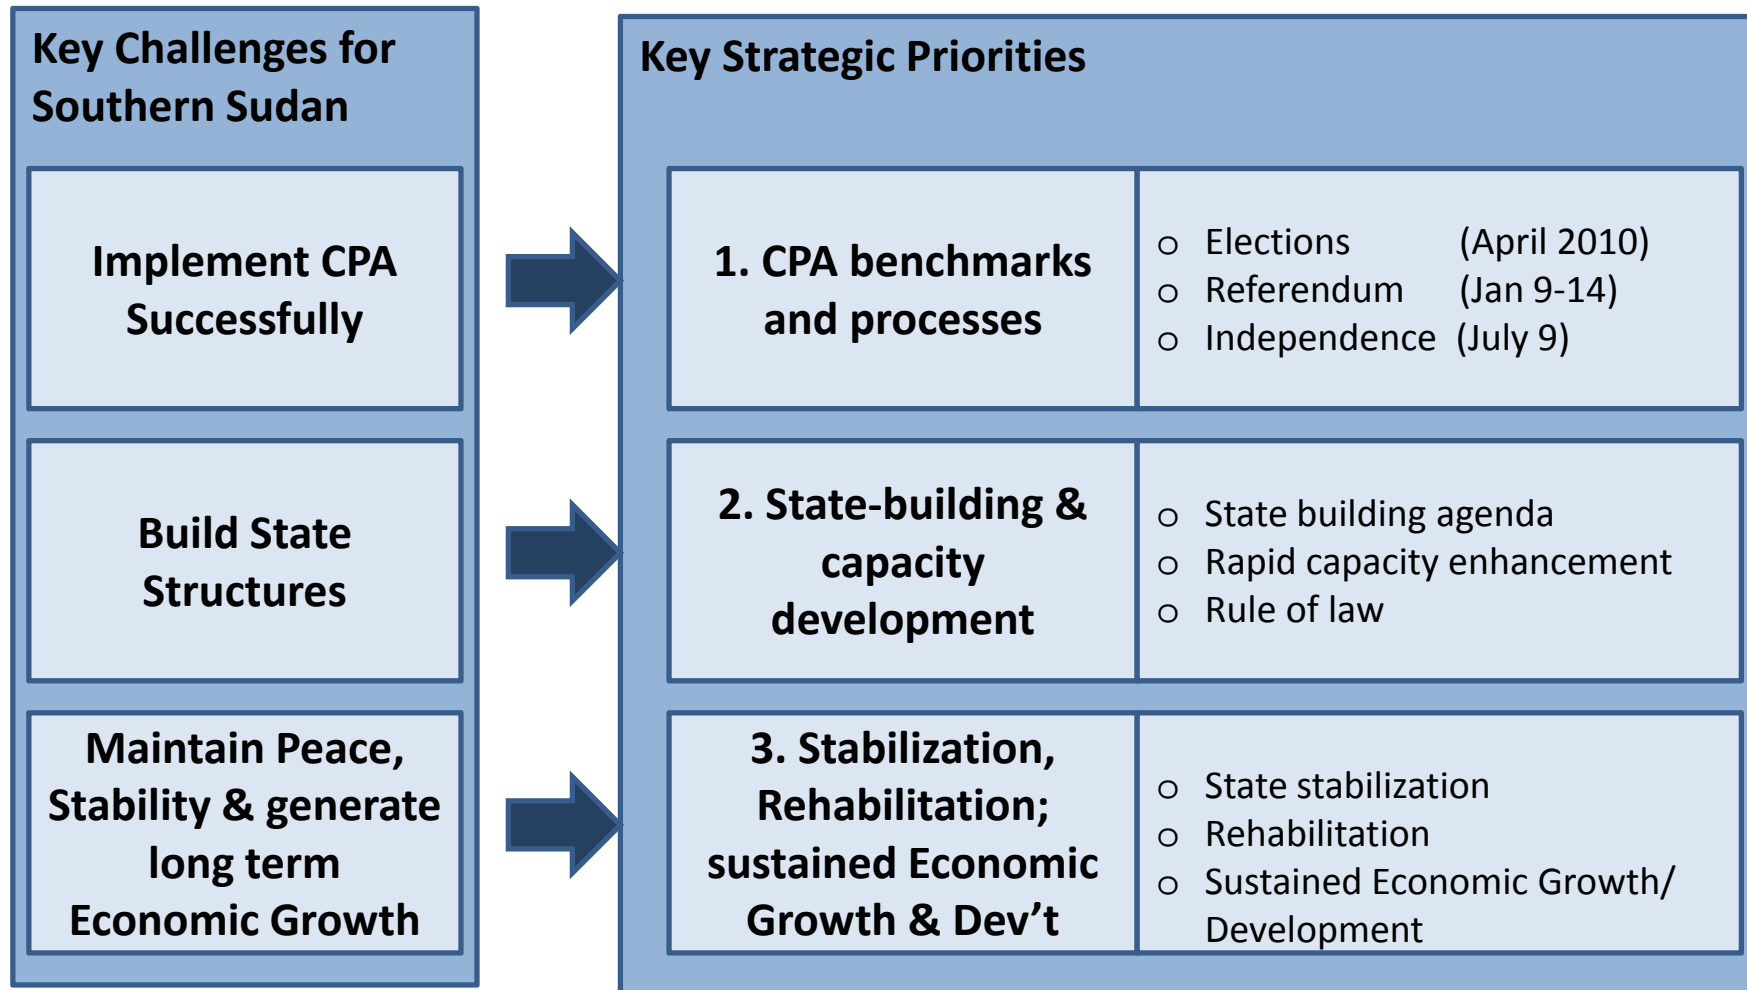 Key Challenges for
Southern Sudan
Implement CPA
Successfully
Build State
Structures
Maintain Peace,
Stability & generate
long term
Economic Growth
Key Strategic Priorities
1. CPA benchmarks
and processes
o Elections (April 2010)
o Referendum (Jan 9-14)
o Independence (July 9)
2. State-building &
capacity
development
o State building agenda
o Rapid capacity enhancement
o Rule of law
3. Stabilization,
Rehabilitation;
sustained Economic
Growth & Dev’t
o State stabilization
o Rehabilitation
o Sustained Economic Growth/
Development